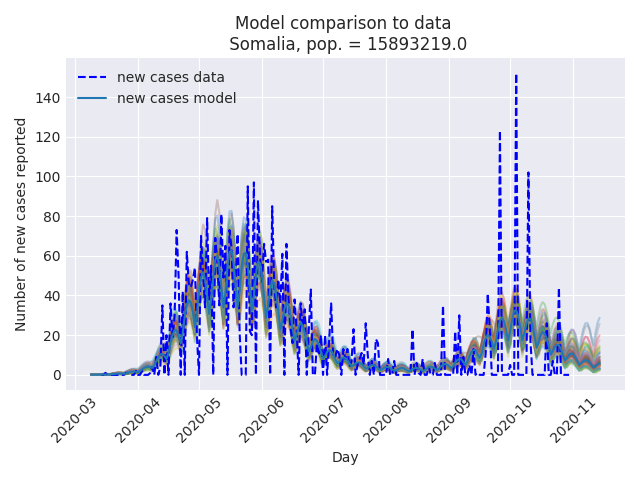 Model comparison to data
Somalia, pop. = 15893219.0
new cases data
new cases model
Number of new cases reported
140
120
100
80
60
40
20
0
2020-03
2020-04
2020-05
2020-06
2020-07
2020-08
2020-09
2020-10
2020-11
Day